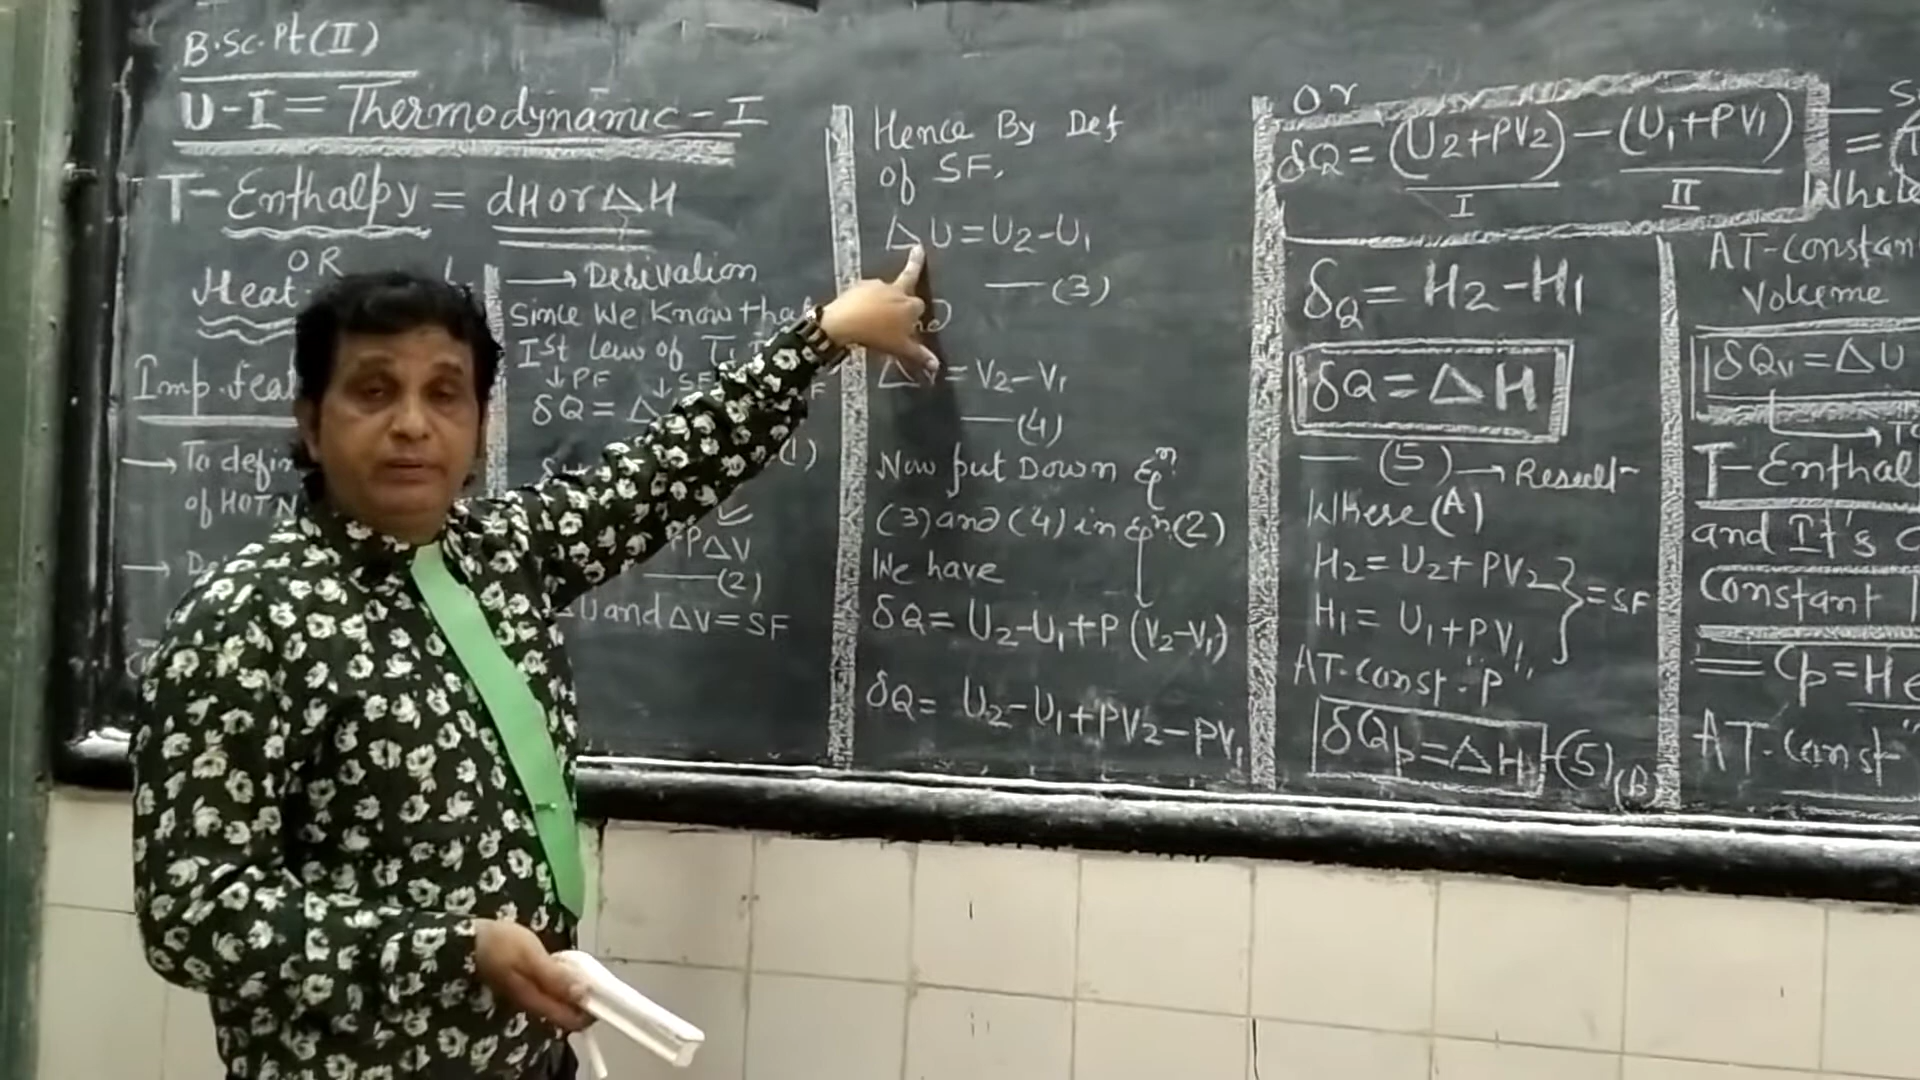 B.Sc.Pt(II)
U-I = Thermodynamic-I
T-Enthalpy = dH or ΔH
OR
Heat
Imp.
→ To
of HOT
→ Derivation
Since We Know
Ist law of
↓PF ↓SF
δQ = Δ
(1)
PΔV
—(2)
ΔU and ΔV = SF
Hence By Def
of SF,
ΔU = U2-U1
—(3)
ΔV = V2-V1
—(4)
Now put Down Eqn
(3) and (4) in Eqn (2)
We have
δQ = U2-U1+P(V2-V1)
δQ = U2-U1+PV2-PV1
Or
δQ = (U2+PV2) - (U1+PV1)
I II
δQ = H2-H1
δQ = ΔH
—(5)→ Result-
Where (A)
H2 = U2+PV2
H1 = U1+PV1
} = SF
AT-const. P"
δQp = ΔH -(5)(B)
AT-constan
Volume
δQv = ΔU
T-Enthal
and It's
Constant
= Cp = He
AT-Const "